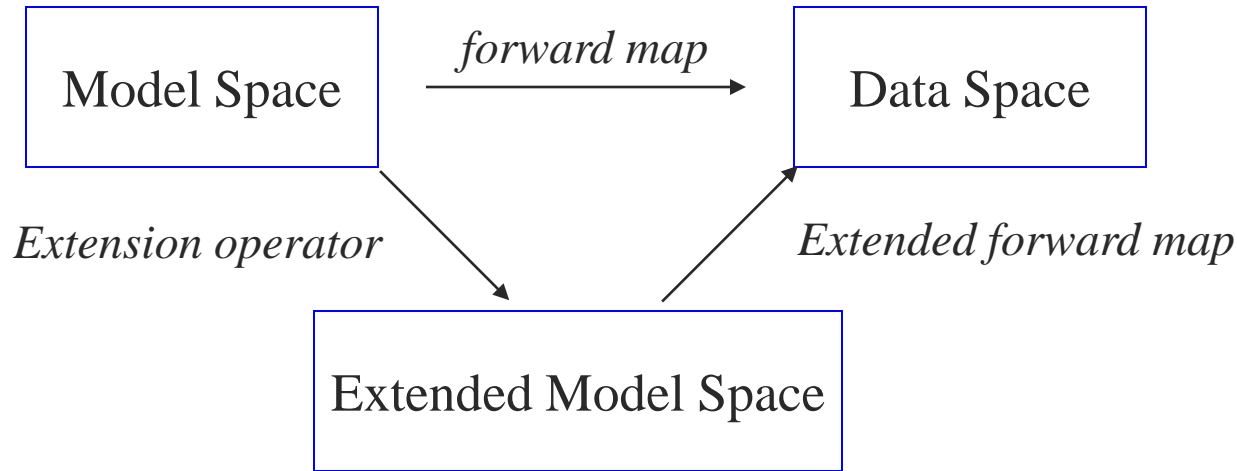 forward map
Model Space
Data Space
Extension operator
Extended forward map
Extended Model Space